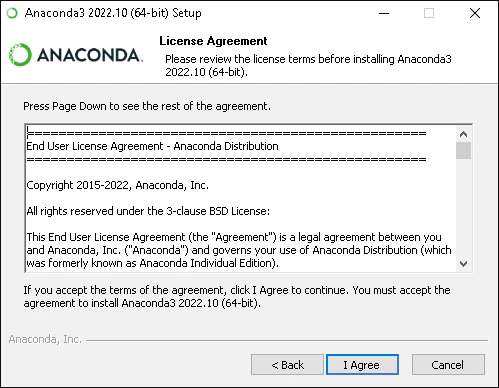 Anaconda3 2022.10 (64-bit) Setup
ANACONDA.
License Agreement
Please review the license terms before installing Anaconda3
2022.10 (64-bit).
Press Page Down to see the rest of the agreement.
==================================================
End User License Agreement - Anaconda Distribution
==================================================
Copyright 2015-2022, Anaconda, Inc.
All rights reserved under the 3-clause BSD License:
This End User License Agreement (the "Agreement") is a legal agreement between you
and Anaconda, Inc. ("Anaconda") and governs your use of Anaconda Distribution (which
was formerly known as Anaconda Individual Edition).
If you accept the terms of the agreement, click I Agree to continue. You must accept the
agreement to install Anaconda3 2022.10 (64-bit).
Anaconda, Inc.
< Back
I Agree
Cancel